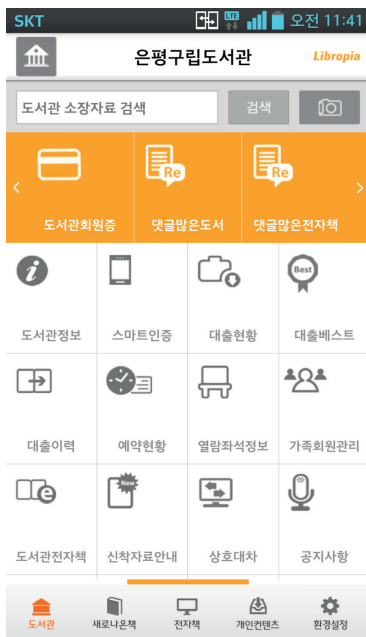 SKT LTE 오전 11:41
은평구립도서관 Libropia
도서관 소장자료 검색 검색
도서관회원증 댓글많은도서 댓글많은전자책
Re Re
Best
도서관정보 스마트인증 대출현황 대출베스트
대출이력 예약현황 열람좌석정보 가족회원관리
New
도서관전자책 신착자료안내 상호대차 공지사항
도서관 새로나온책 전자책 개인컨텐츠 환경설정